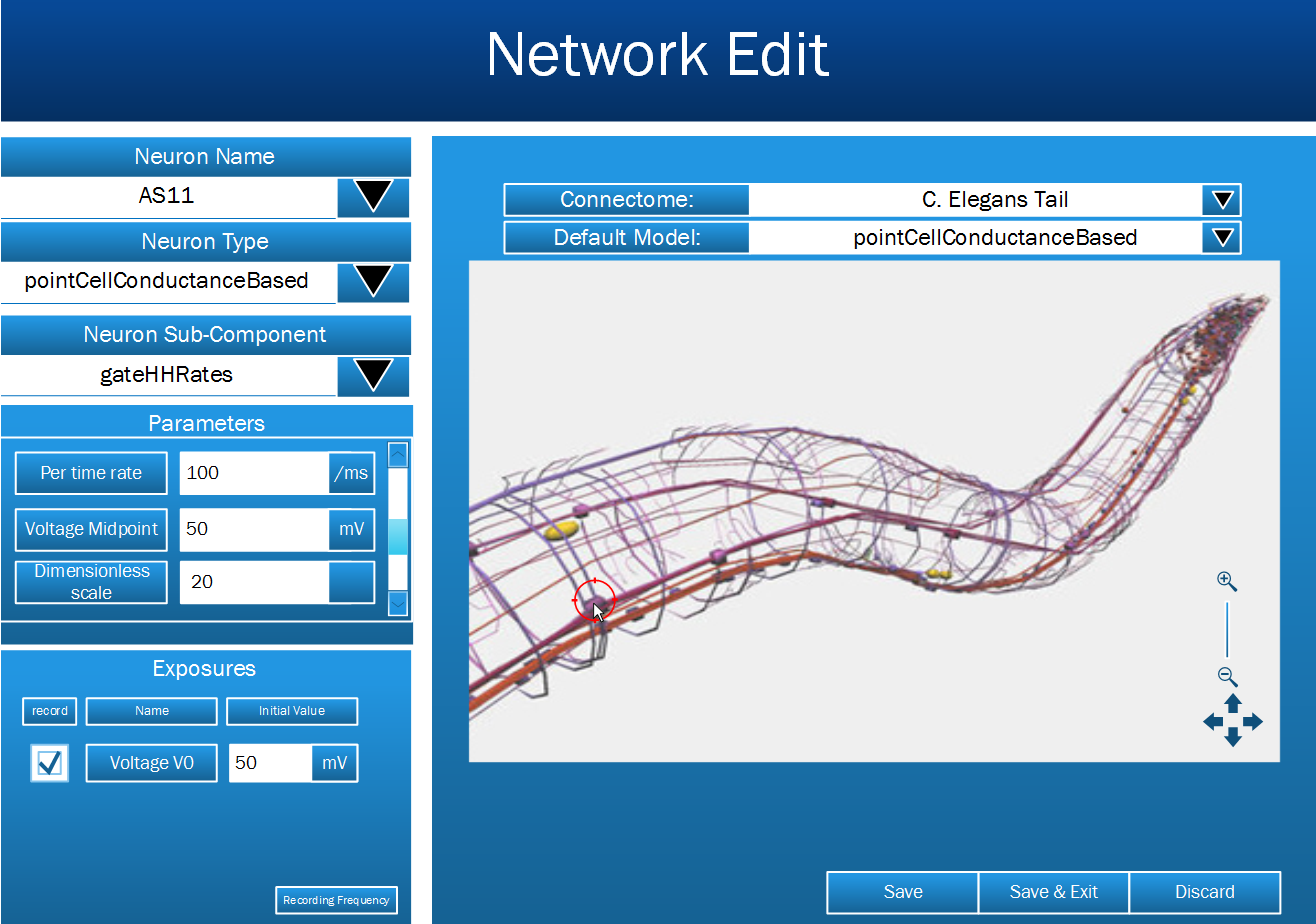 Network Edit
Neuron Name
AS11
Neuron Type
pointCellConductanceBased
Neuron Sub-Component
gateHHRates
Parameters
Per time rate 100 /ms
Voltage Midpoint 50 mV
Dimensionless
scale 20
Exposures
record Name Initial Value
Voltage V0 50 mV
Recording Frequency
Connectome: C. Elegans Tail
Default Model: pointCellConductanceBased
Save Save & Exit Discard